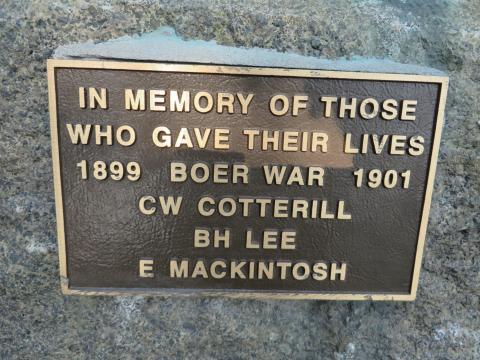 IN MEMORY OF THOSE
WHO GAVE THEIR LIVES
1899 BOER WAR 1901
CW COTTERILL
BH LEE
E MACKINTOSH